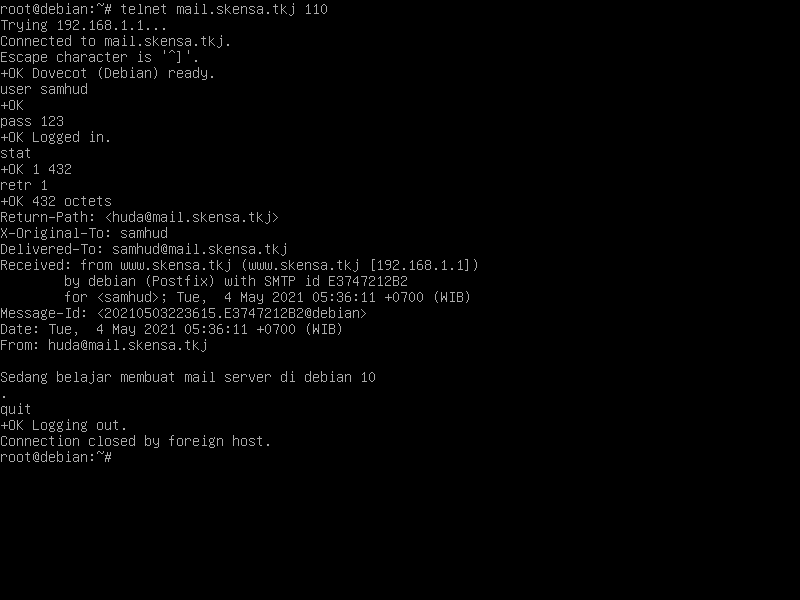 root@debian:~# telnet mail.skensa.tkj 110
Trying 192.168.1.1...
Connected to mail.skensa.tkj.
Escape character is '^]'.
+OK Dovecot (Debian) ready.
user samhud
+OK
pass 123
+OK Logged in.
stat
+OK 1 432
retr 1
+OK 432 octets
Return-Path: <huda@mail.skensa.tkj>
X-Original-To: samhud
Delivered-To: samhud@mail.skensa.tkj
Received: from www.skensa.tkj (www.skensa.tkj [192.168.1.1])
        by debian (Postfix) with SMTP id E3747212B2
        for <samhud>; Tue,  4 May 2021 05:36:11 +0700 (WIB)
Message-Id: <20210503223615.E3747212B2@debian>
Date: Tue,  4 May 2021 05:36:11 +0700 (WIB)
From: huda@mail.skensa.tkj

Sedang belajar membuat mail server di debian 10
.
quit
+OK Logging out.
Connection closed by foreign host.
root@debian:~#